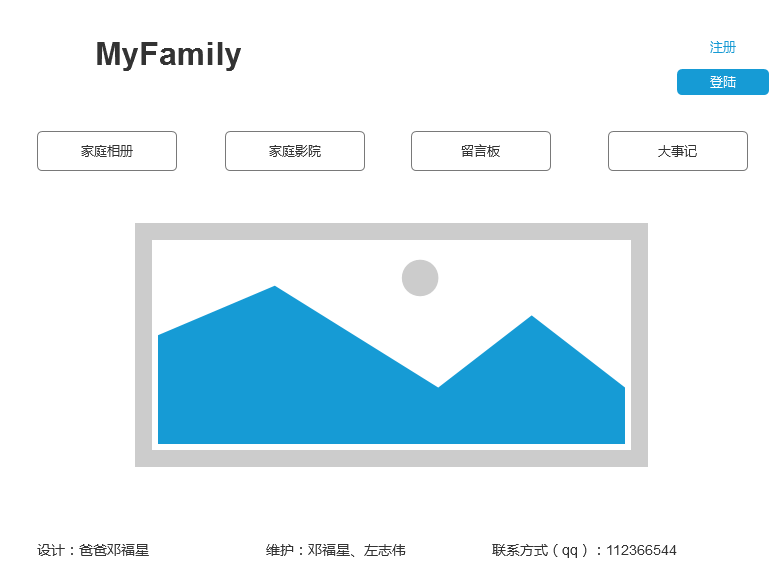 MyFamily
注册
登陆
家庭相册
家庭影院
留言板
大事记
设计：爸爸邓福星
维护：邓福星、左志伟
联系方式（qq）：112366544